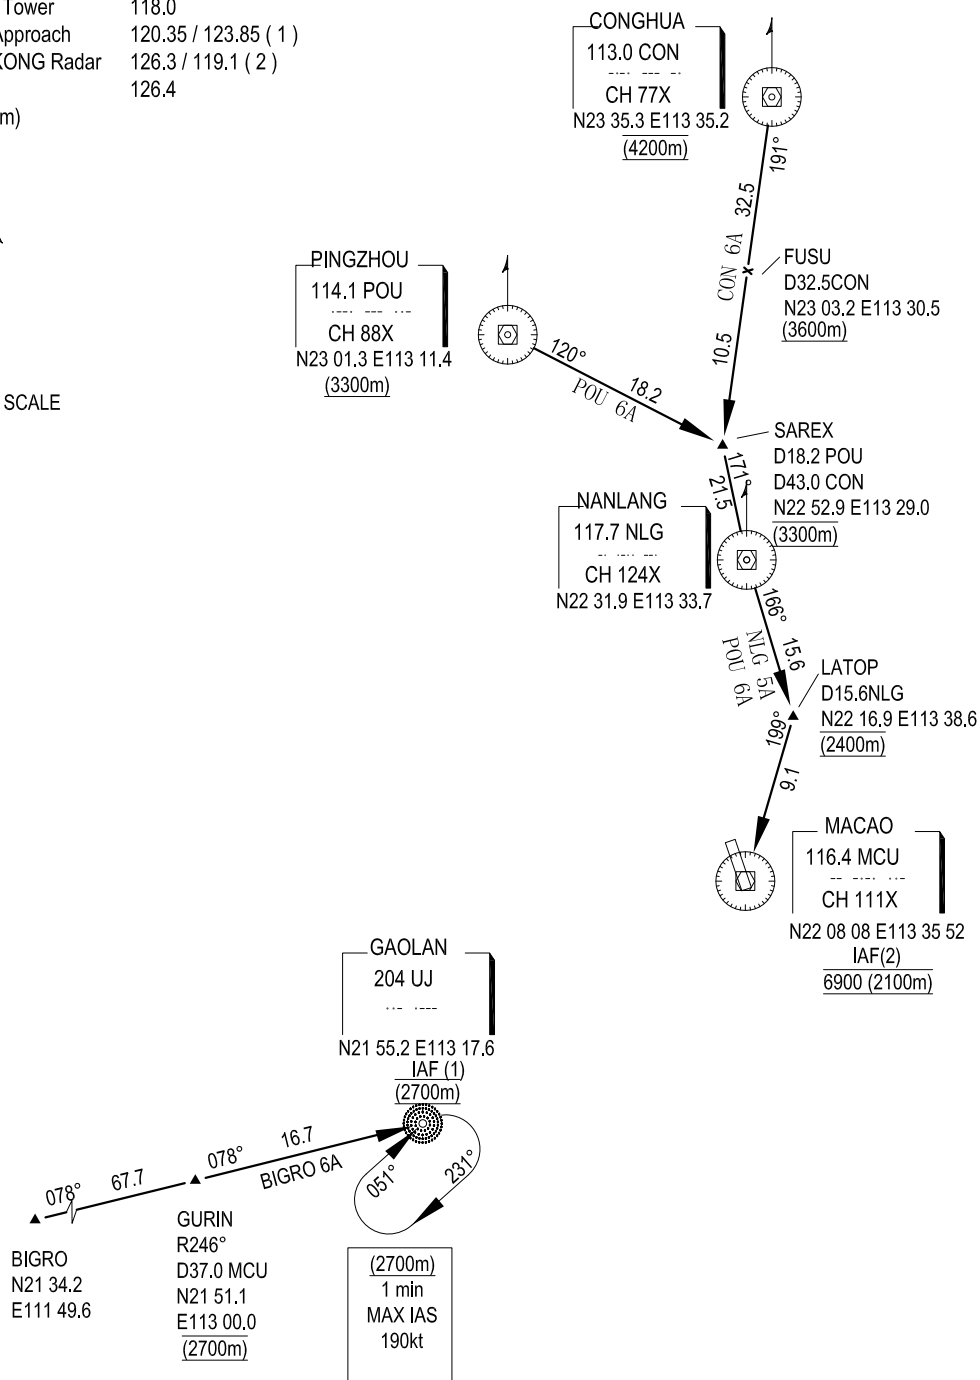 Tower 118.0
Approach 120.35 / 123.85 ( 1 )
KONG Radar 126.3 / 119.1 ( 2 )
126.4
m)
SCALE
CONGHUA
113.0 CON
CH 77X
N23 35.3 E113 35.2
(4200m)
191°
32.5
CON 6A
10.5
FUSU
D32.5CON
N23 03.2 E113 30.5
(3600m)
PINGZHOU
114.1 POU
CH 88X
N23 01.3 E113 11.4
(3300m)
120°
18.2
POU 6A
SAREX
D18.2 POU
D43.0 CON
N22 52.9 E113 29.0
(3300m)
171°
21.5
NANLANG
117.7 NLG
CH 124X
N22 31.9 E113 33.7
166°
15.6
NLG 5A
POU 6A
LATOP
D15.6NLG
N22 16.9 E113 38.6
(2400m)
199°
9.1
MACAO
116.4 MCU
CH 111X
N22 08 08 E113 35 52
IAF(2)
6900 (2100m)
GAOLAN
204 UJ
N21 55.2 E113 17.6
IAF (1)
(2700m)
078°
67.7
078°
16.7
BIGRO 6A
051°
231°
BIGRO
N21 34.2
E111 49.6
GURIN
R246°
D37.0 MCU
N21 51.1
E113 00.0
(2700m)
(2700m)
1 min
MAX IAS
190kt